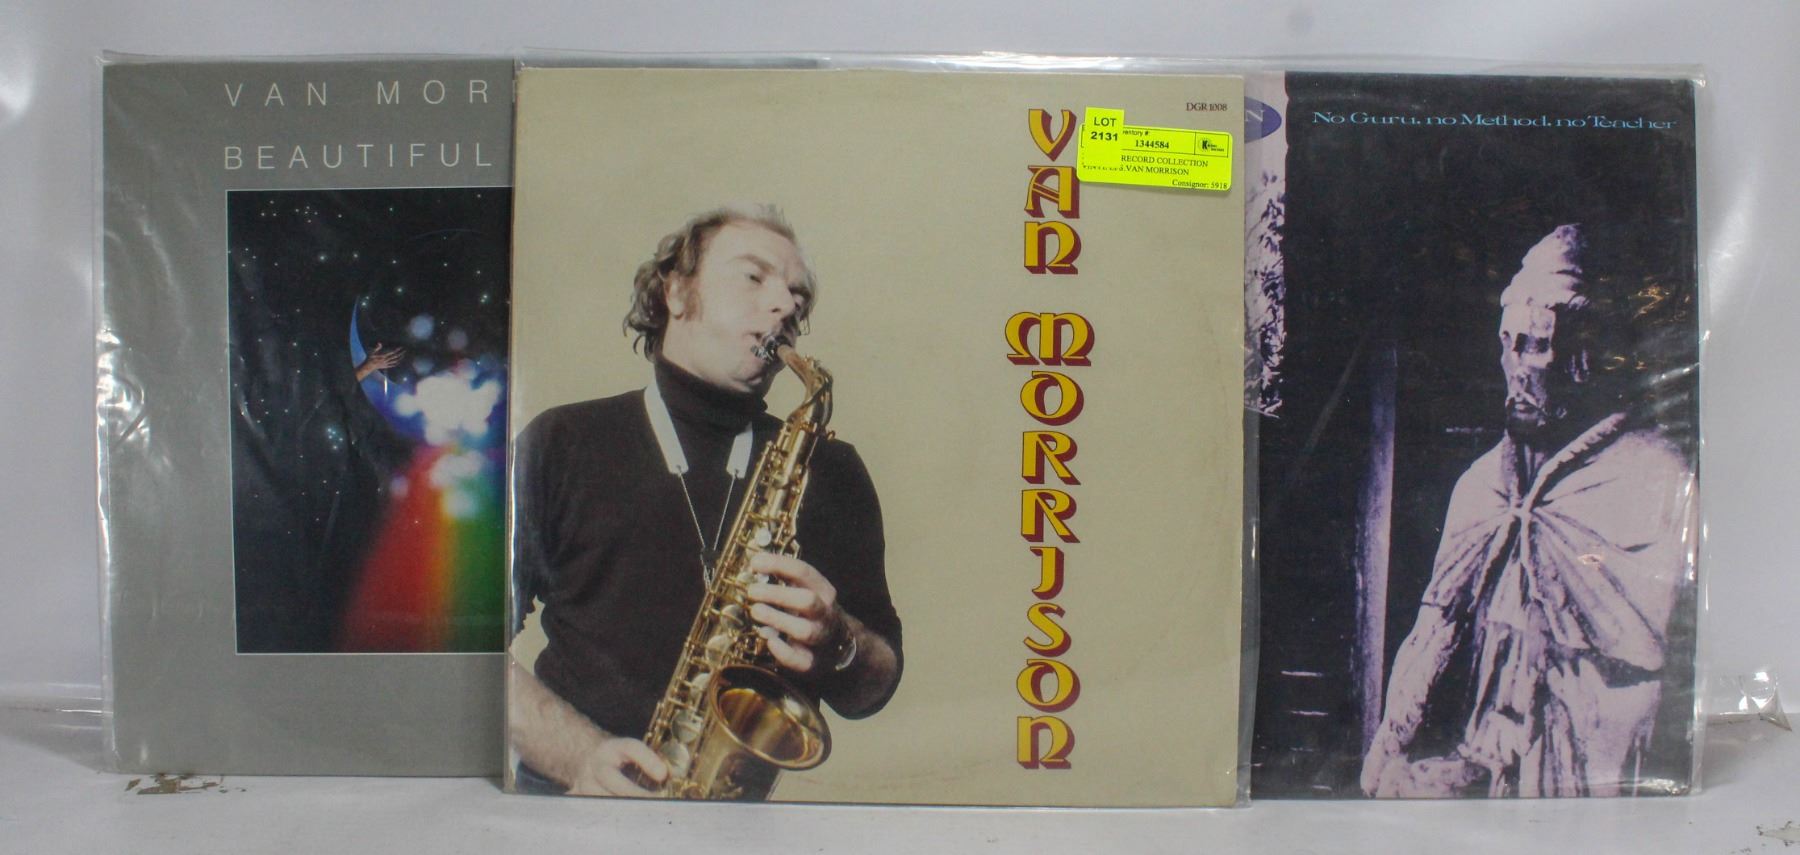 VAN MOR
BEAUTIFUL
DGR 1008
VAN MORRISON
LOT
2131
1344584
RECORD COLLECTION
VAN MORRISON
Consignor: 5918
N
No Guru, no Method, no Teacher